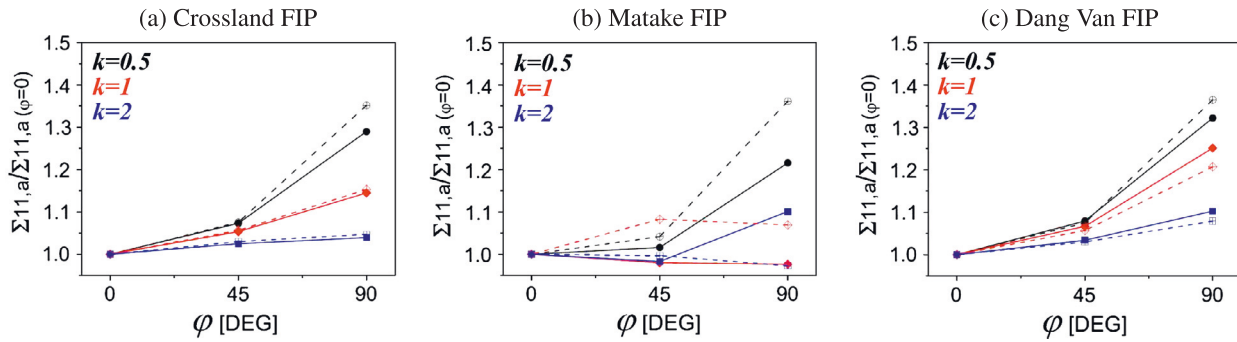 (a) Crossland FIP
1.5
1.4
1.3
1.2
1.1
1.0
k=0.5
k=1
k=2
Σ11,a/Σ11,a (φ=0)
0 45 90
φ [DEG]
(b) Matake FIP
1.5
1.4
1.3
1.2
1.1
1.0
k=0.5
k=1
k=2
Σ11,a/Σ11,a (φ=0)
0 45 90
φ [DEG]
(c) Dang Van FIP
1.5
1.4
1.3
1.2
1.1
1.0
k=0.5
k=1
k=2
Σ11,a/Σ11,a (φ=0)
0 45 90
φ [DEG]